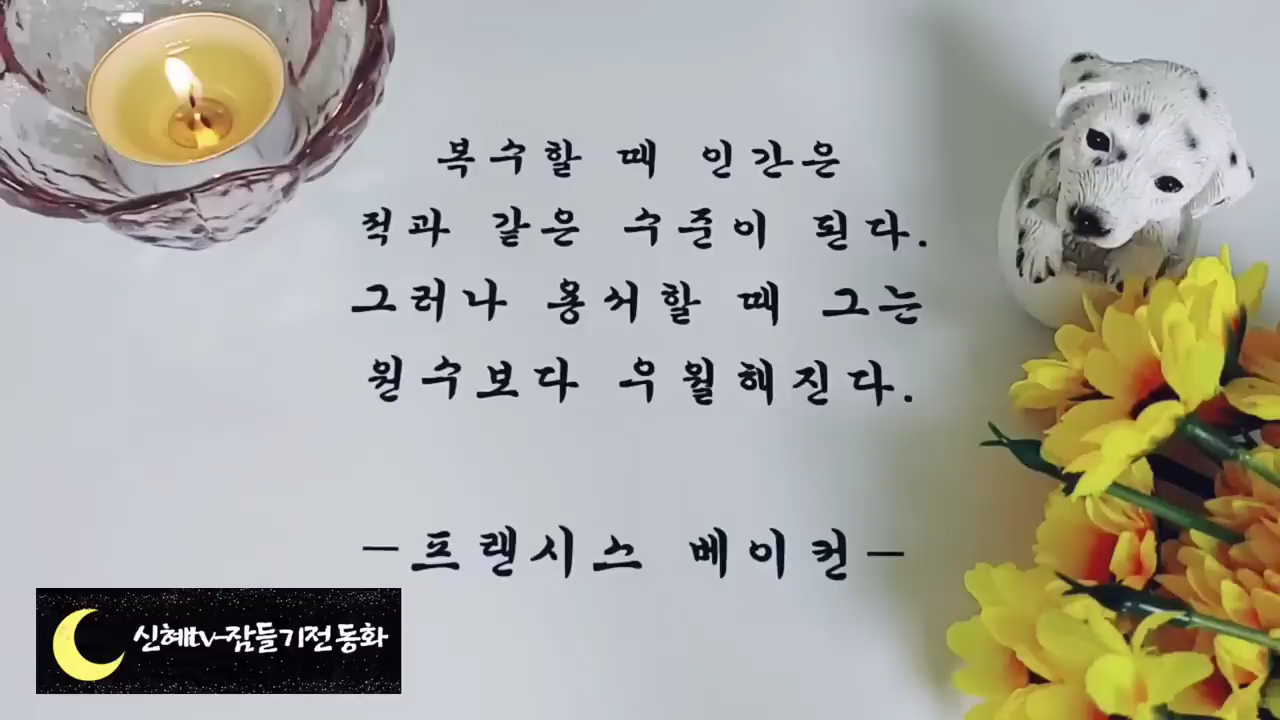 복수할 때 인간은
적과 같은 수준이 된다.
그러나 용서할 때 그는
원수보다 우월해진다.
-프랜시스 베이컨-
신혜tv-잠들기전동화